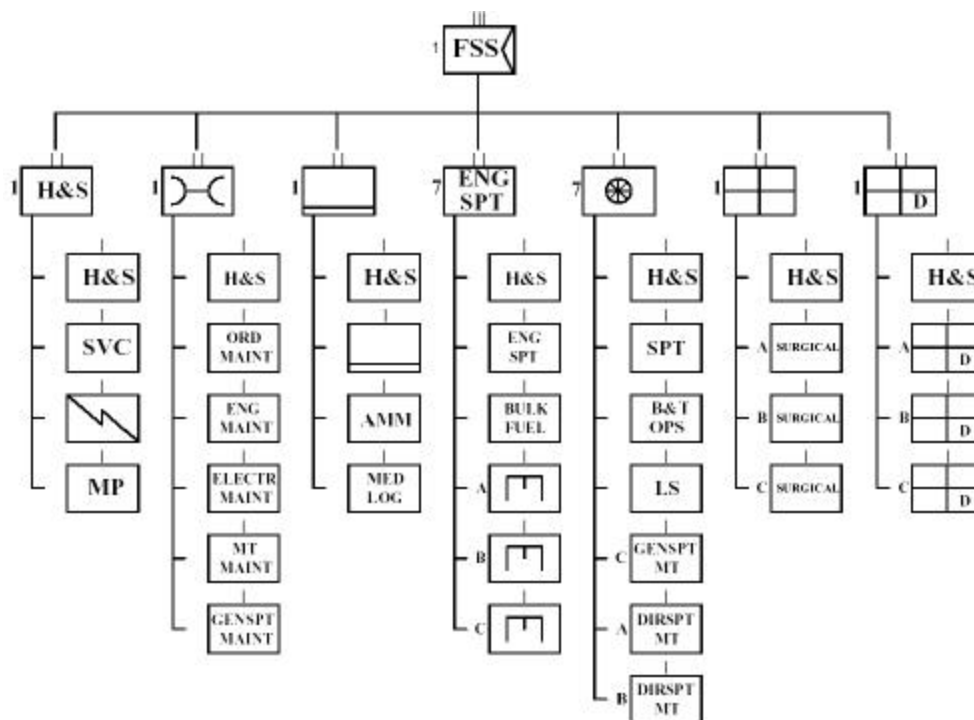 1 FSS
1 H&S
1
1
7 ENG SPT
7
1
1 D
H&S
H&S
H&S
H&S
H&S
H&S
H&S
SVC
ORD MAINT
ENG SPT
SPT
A SURGICAL
A D
ENG MAINT
AMM
BULK FUEL
B&T OPS
B SURGICAL
B D
MP
ELECTR MAINT
MED LOG
A
LS
C SURGICAL
C D
MT MAINT
B
C GENSPT MT
GENSPT MAINT
C
A DIRSPT MT
B DIRSPT MT